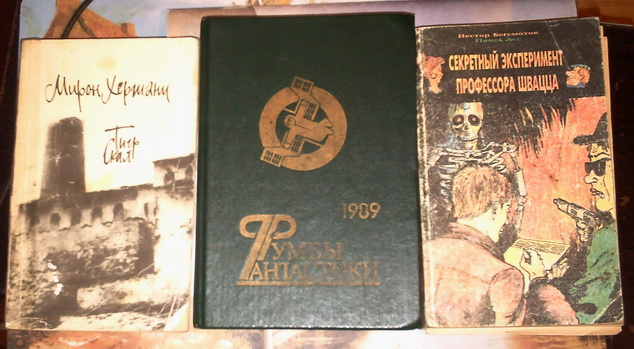 Мирон Хергиани
Тигр
скал
1989
Румбы
Фантастики
Нестор Бегемотов
Павел Асс
СЕКРЕТНЫЙ ЭКСПЕРИМЕНТ
ПРОФЕССОРА ШВАЦЦА